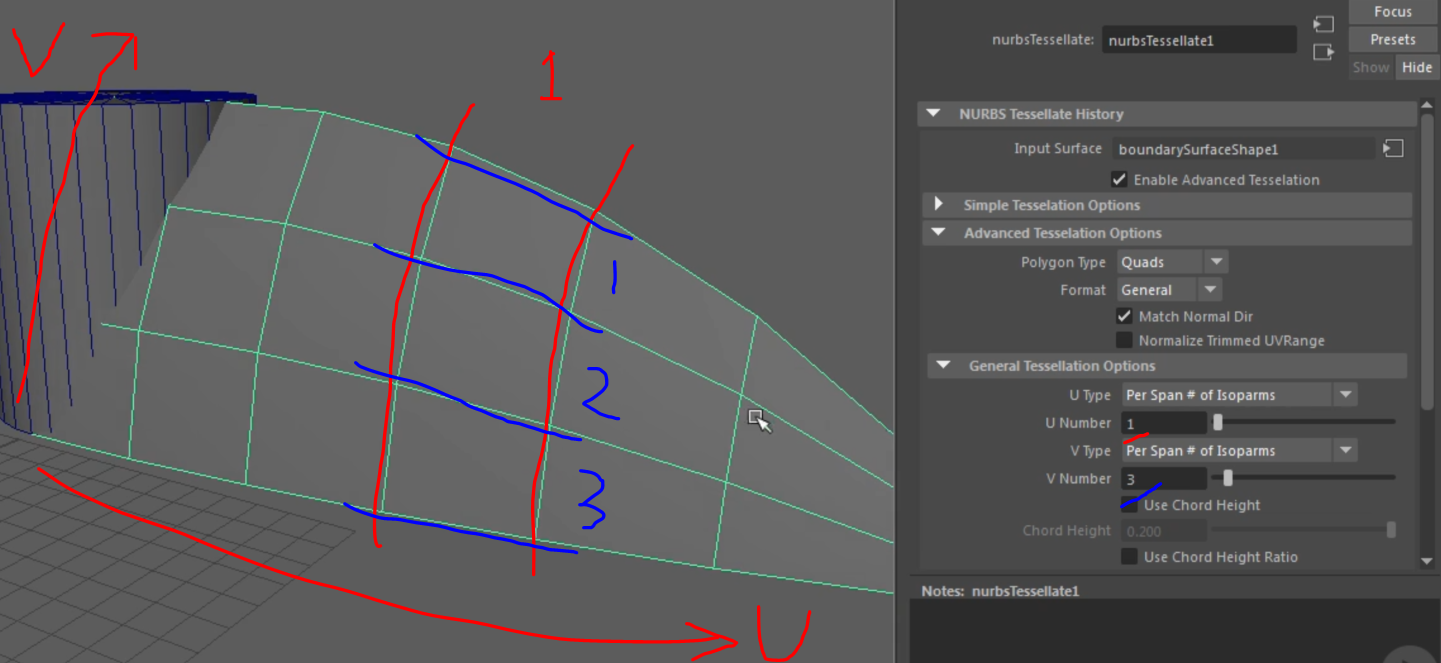 V
1
1
2
3
U
Focus
nurbsTessellate: nurbsTessellate1
Presets
Show Hide
NURBS Tessellate History
Input Surface boundarySurfaceShape1
Enable Advanced Tesselation
Simple Tesselation Options
Advanced Tesselation Options
Polygon Type Quads
Format General
Match Normal Dir
Normalize Trimmed UVRange
General Tessellation Options
U Type Per Span # of Isoparms
U Number 1
V Type Per Span # of Isoparms
V Number 3
Use Chord Height
Chord Height 0.200
Use Chord Height Ratio
Notes: nurbsTessellate1